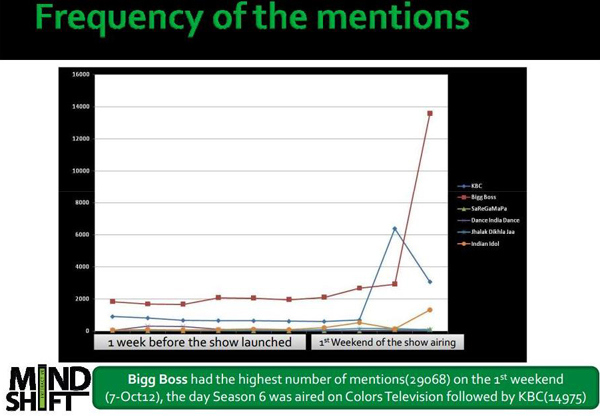 Frequency of the mentions
16000
14000
12000
10000
8000
6000
4000
2000
0
KBC
Bigg Boss
SaReGaMaPa
Dance India Dance
Jhalak Dikhla Jaa
Indian Idol
1 week before the show launched
1st Weekend of the show airing
MIND
SHIFT
Bigg Boss had the highest number of mentions(29068) on the 1st weekend
(7-Oct12), the day Season 6 was aired on Colors Television followed by KBC(14975)